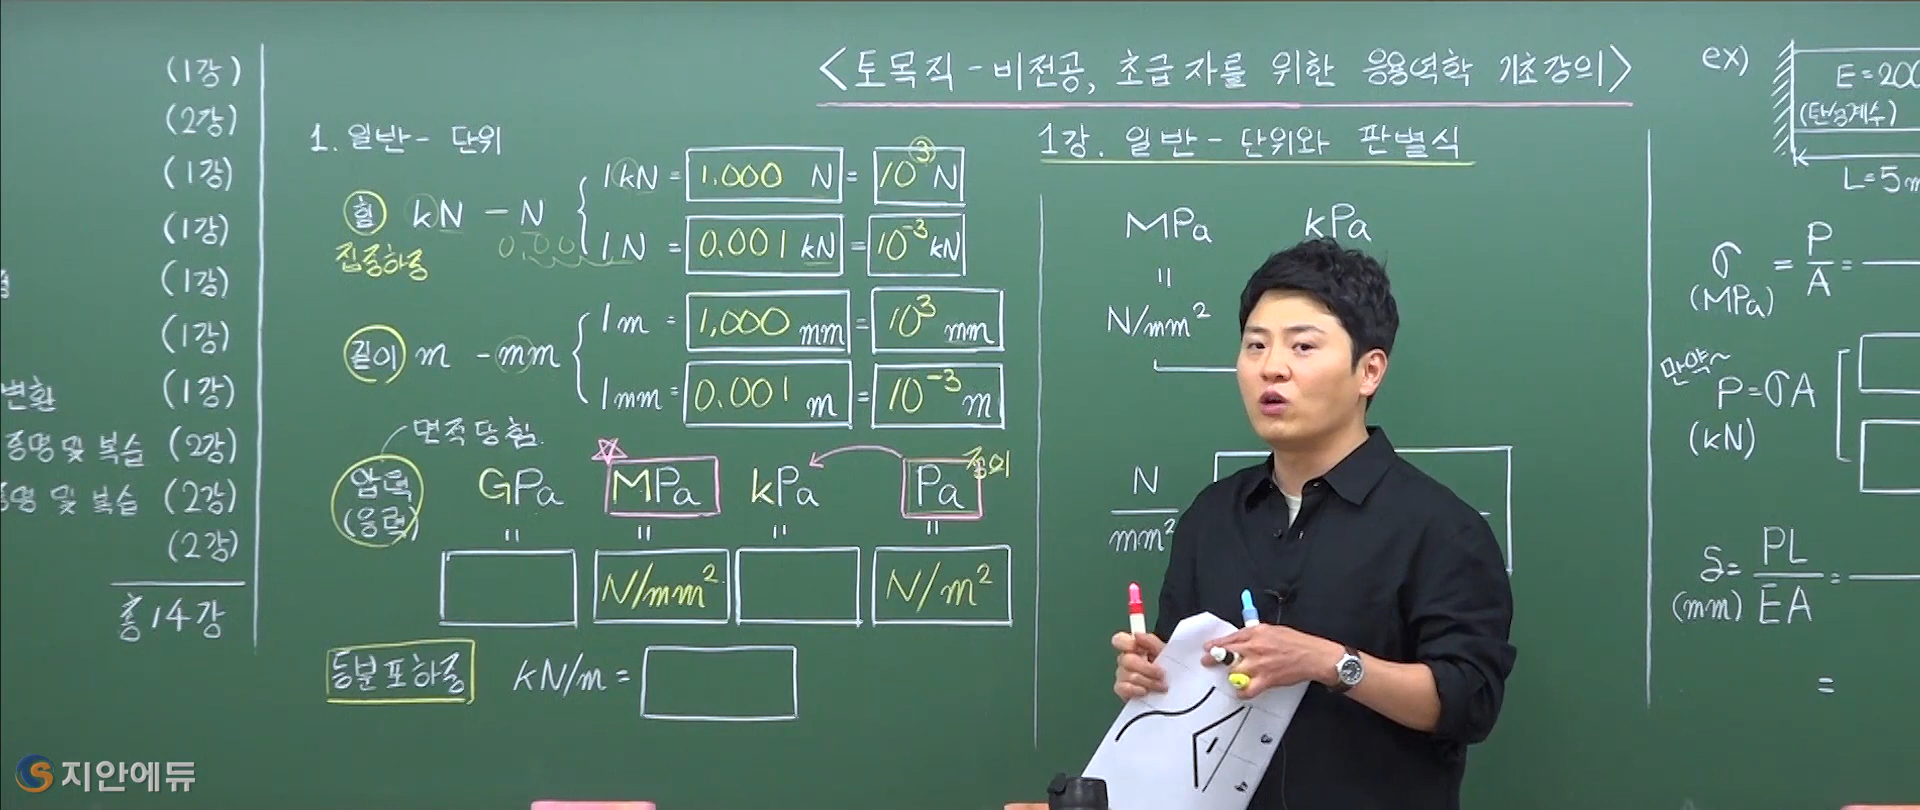 <토목직 - 비전공, 초급자를 위한 응용역학 기초강의>
(1강)
(2강)
(1강)
(1강)
(1강)
(1강)
변환 (1강)
증명 및 복습 (2강)
증명 및 복습 (2강)
(2강)
총 14강
1. 일반 - 단위
힘 kN - N
집중하중
0.00
1kN = 1,000 N = 10³ N
1N = 0.001 kN = 10⁻³ kN
길이 m - mm
1m = 1,000 mm = 10³ mm
1mm = 0.001 m = 10⁻³ m
면적당 힘.
압력
(응력)
GPa ☆ MPa kPa Pa 정의
= = = =
N/mm² N/m²
등분포하중 kN/m =
1강. 일반 - 단위와 판별식
MPa kPa
=
N/mm²
N
mm²
ex)
E=200
(탄성계수)
L=5m
σ = P/A =
(MPa)
만약~
P=σA
(kN)
δ = PL/EA =
(mm)
=
지안에듀